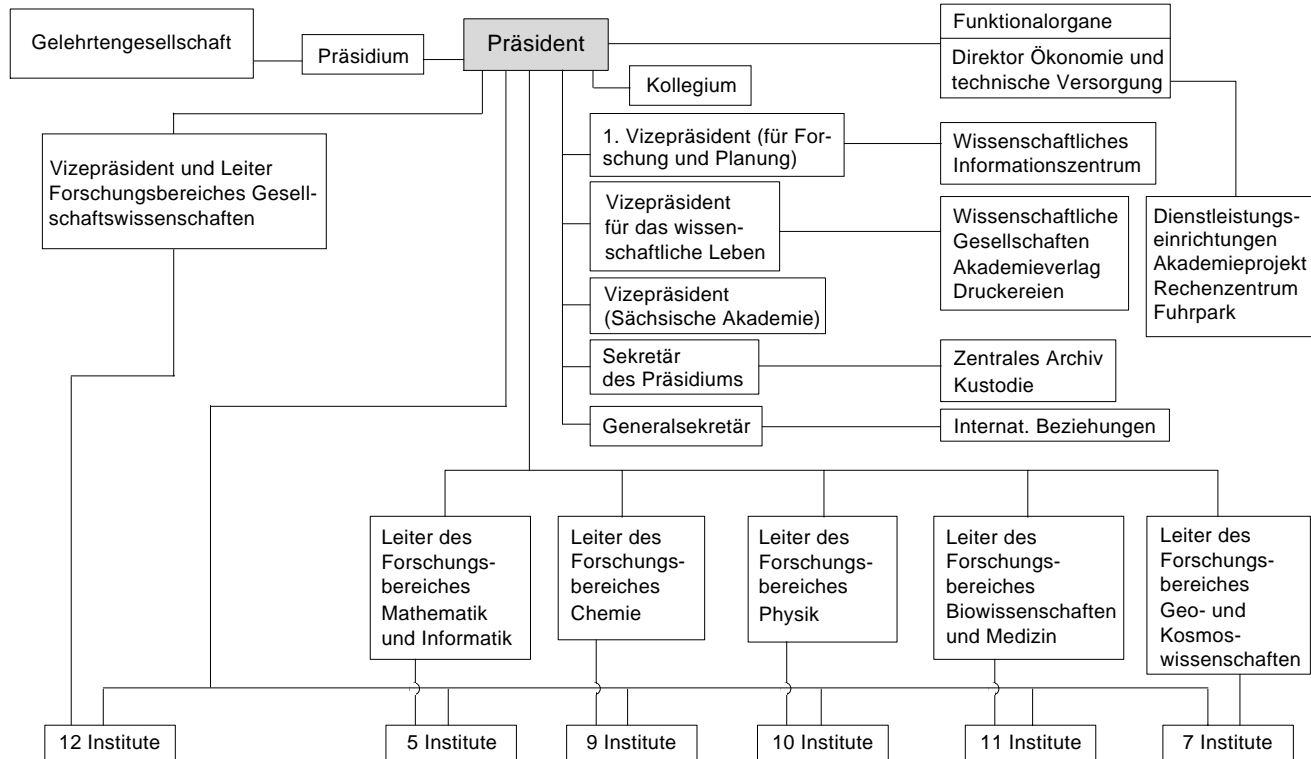 Gelehrtengesellschaft
Präsidium
Präsident
Funktionalorgane
Direktor Ökonomie und
technische Versorgung
Kollegium
Vizepräsident und Leiter
Forschungsbereiches Gesell-
schaftswissenschaften
1. Vizepräsident (für For-
schung und Planung)
Wissenschaftliches
Informationszentrum
Vizepräsident
für das wissen-
schaftliche Leben
Wissenschaftliche
Gesellschaften
Akademieverlag
Druckereien
Dienstleistungs-
einrichtungen
Akademieprojekt
Rechenzentrum
Fuhrpark
Vizepräsident
(Sächsische Akademie)
Sekretär
des Präsidiums
Zentrales Archiv
Kustodie
Generalsekretär
Internat. Beziehungen
Leiter des
Forschungs-
bereiches
Mathematik
und Informatik
Leiter des
Forschungs-
bereiches
Chemie
Leiter des
Forschungs-
bereiches
Physik
Leiter des
Forschungs-
bereiches
Biowissenschaften
und Medizin
Leiter des
Forschungs-
bereiches
Geo- und
Kosmos-
wissenschaften
12 Institute
5 Institute
9 Institute
10 Institute
11 Institute
7 Institute